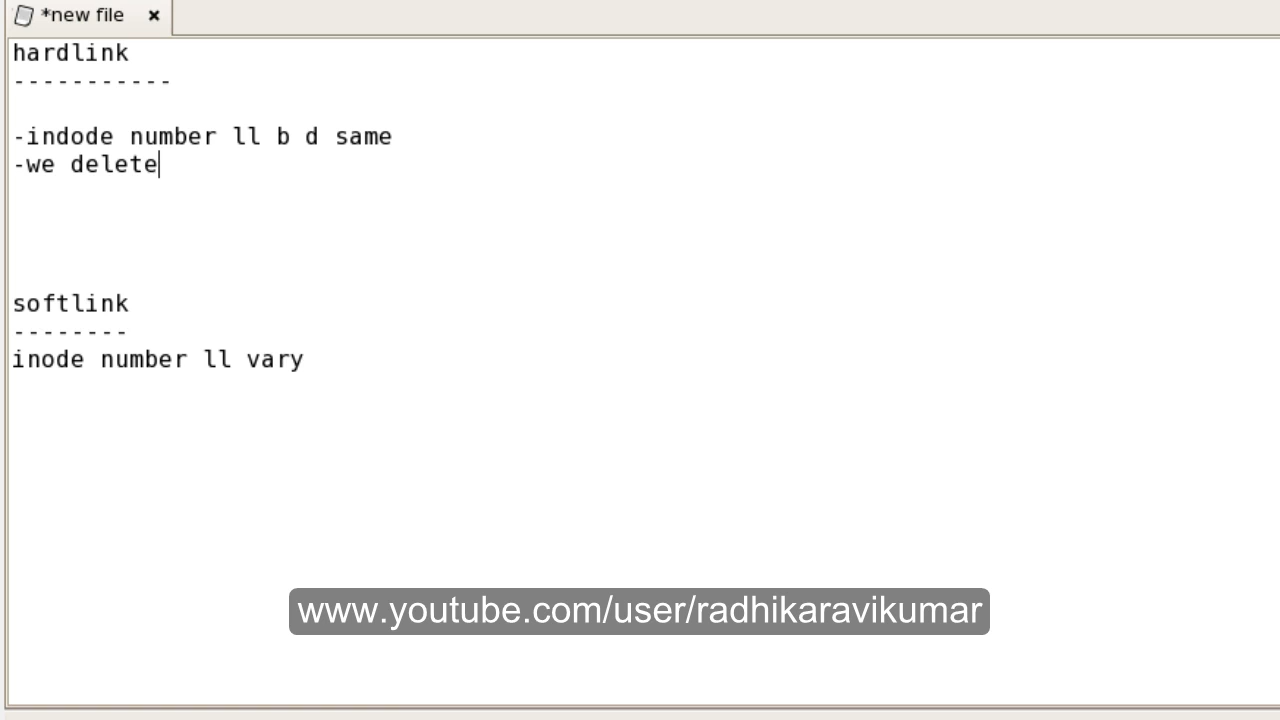 *new file
hardlink
-----------
-indode number ll b d same
-we delete
softlink
--------
inode number ll vary
www.youtube.com/user/radhikaravikumar